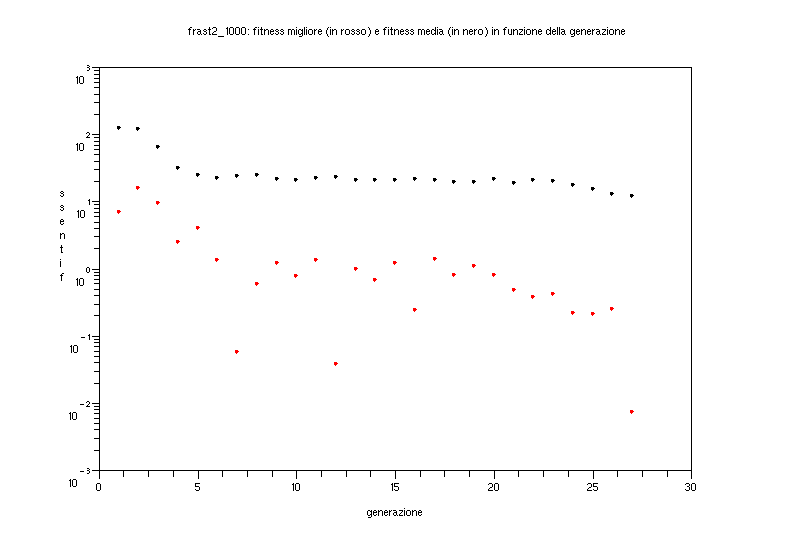 frast2_1000: fitness migliore (in rosso) e fitness media (in nero) in funzione della generazione
3
10
2
10
1
10
0
10
-1
10
-2
10
-3
10
s
s
e
n
t
i
f
0 5 10 15 20 25 30
generazione